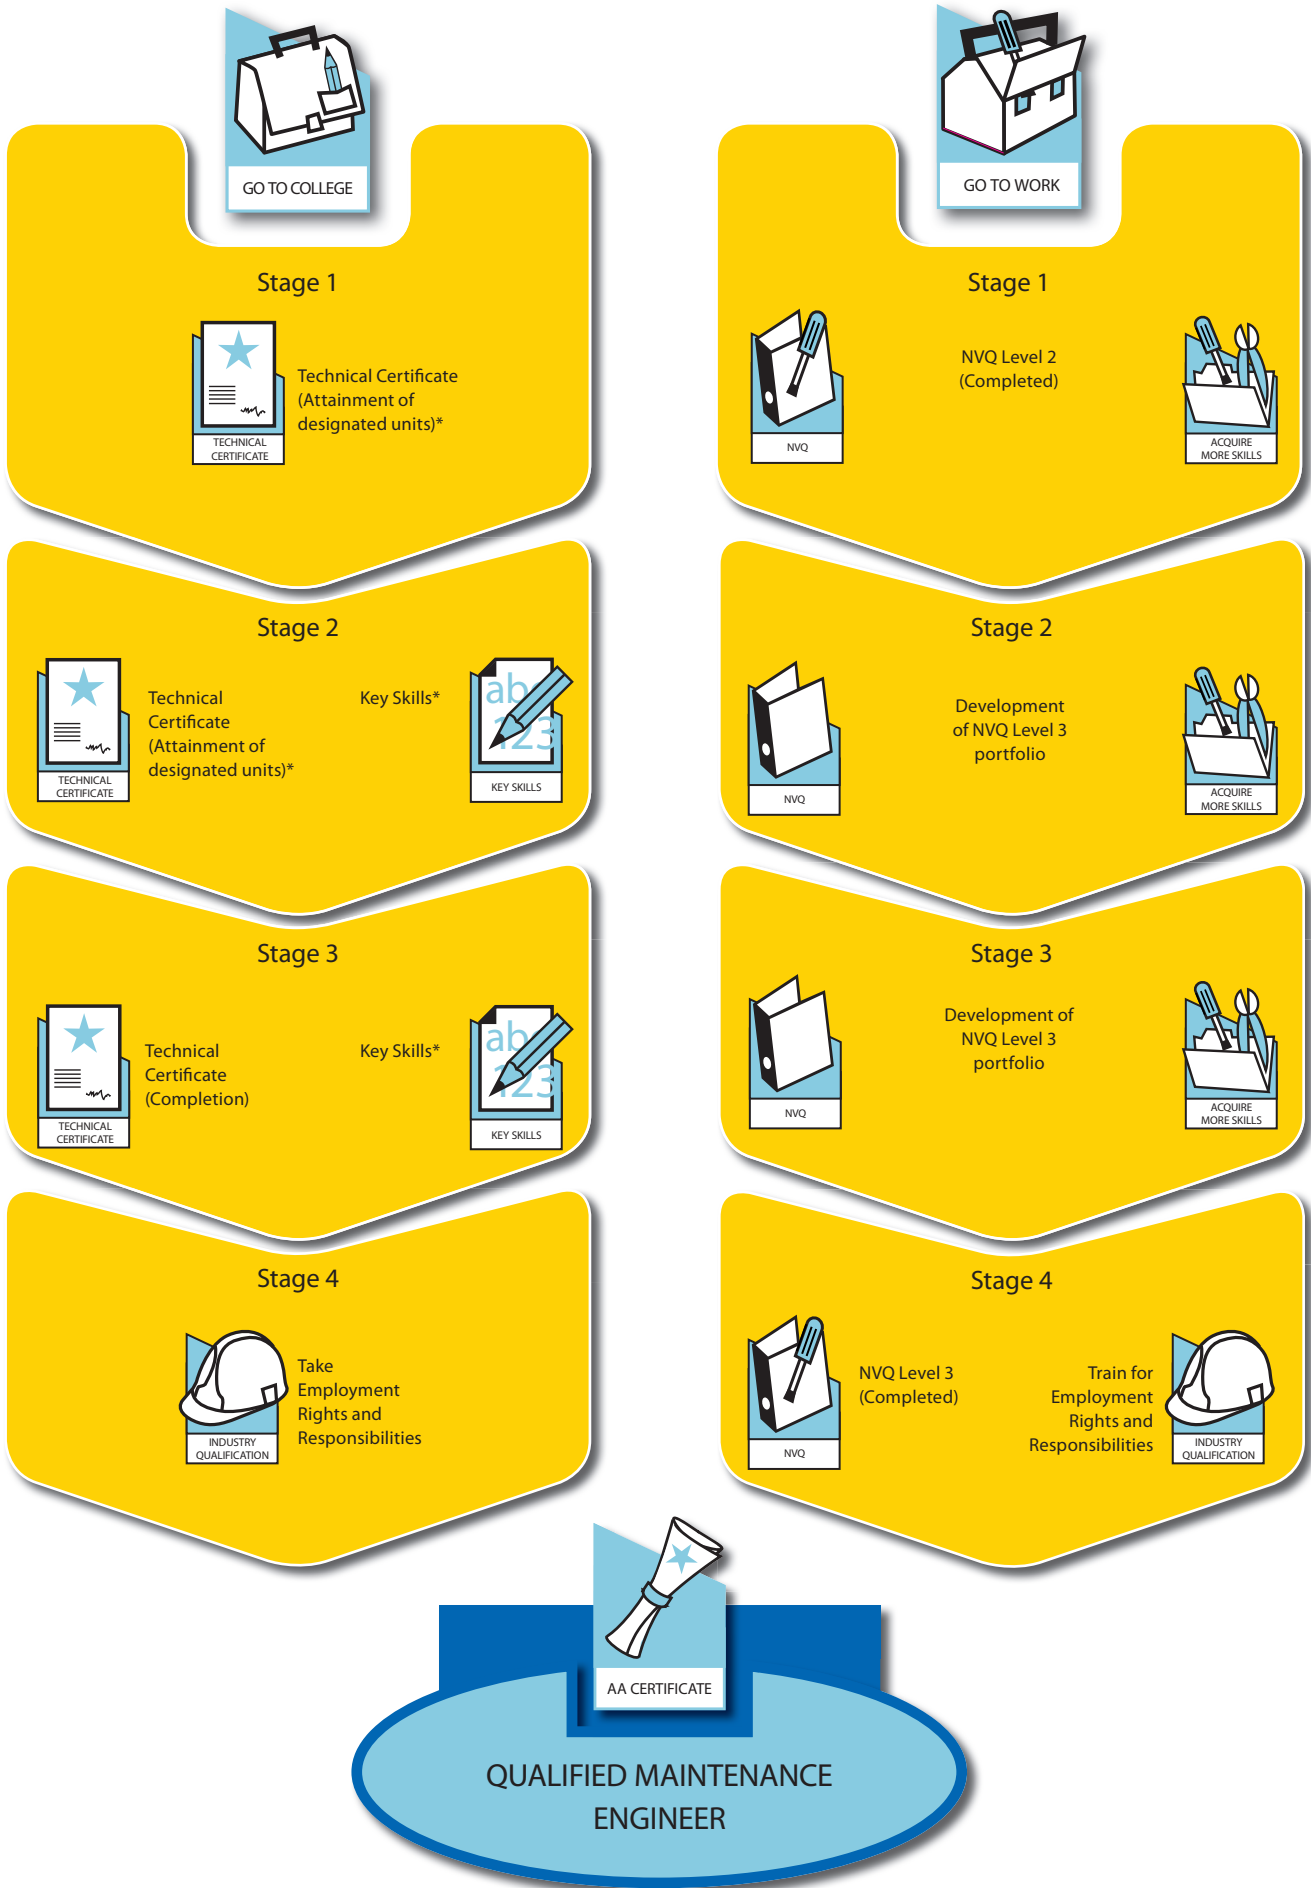 GO TO COLLEGE
Stage 1
TECHNICAL
CERTIFICATE
Technical Certificate
(Attainment of
designated units)*
Stage 2
TECHNICAL
CERTIFICATE
Technical
Certificate
(Attainment of
designated units)*
Key Skills*
abc
123
KEY SKILLS
Stage 3
TECHNICAL
CERTIFICATE
Technical
Certificate
(Completion)
Key Skills*
abc
123
KEY SKILLS
Stage 4
INDUSTRY
QUALIFICATION
Take
Employment
Rights and
Responsibilities
GO TO WORK
Stage 1
NVQ
NVQ Level 2
(Completed)
ACQUIRE
MORE SKILLS
Stage 2
NVQ
Development
of NVQ Level 3
portfolio
ACQUIRE
MORE SKILLS
Stage 3
NVQ
Development of
NVQ Level 3
portfolio
ACQUIRE
MORE SKILLS
Stage 4
NVQ
NVQ Level 3
(Completed)
Train for
Employment
Rights and
Responsibilities
INDUSTRY
QUALIFICATION
AA CERTIFICATE
QUALIFIED MAINTENANCE
ENGINEER